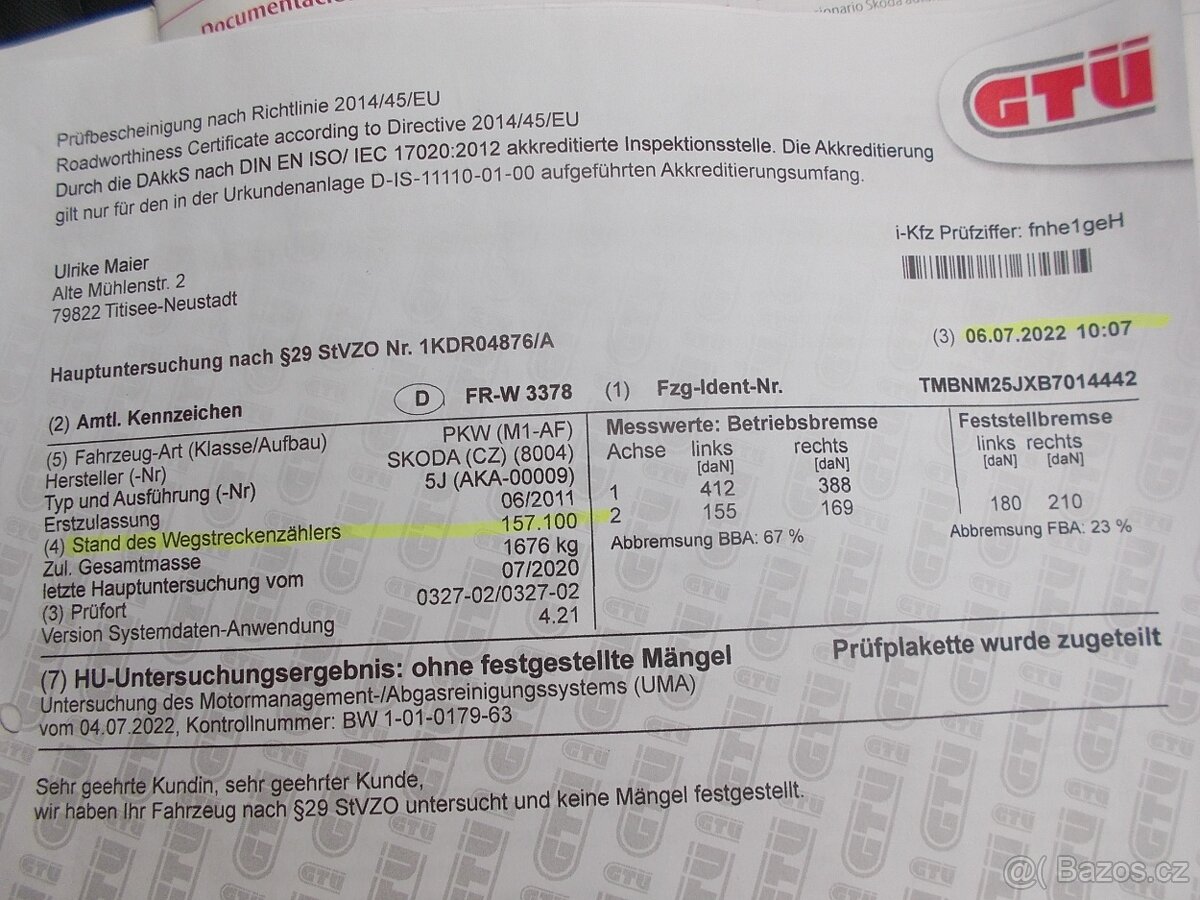 Documentació
sionario Skoda
GTÜ
Prüfbescheinigung nach Richtlinie 2014/45/EU
Roadworthiness Certificate according to Directive 2014/45/EU
Durch die DAkkS nach DIN EN ISO/ IEC 17020:2012 akkreditierte Inspektionsstelle. Die Akkreditierung
gilt nur für den in der Urkundenanlage D-IS-11110-01-00 aufgeführten Akkreditierungsumfang.
i-Kfz Prüfziffer: fnhe1geH
Ulrike Maier
Alte Mühlenstr. 2
79822 Titisee-Neustadt
(3) 06.07.2022 10:07
Hauptuntersuchung nach §29 StVZO Nr. 1KDR04876/A
(2) Amtl. Kennzeichen D FR-W 3378 (1) Fzg-Ident-Nr. TMBNM25JXB7014442
(5) Fahrzeug-Art (Klasse/Aufbau) PKW (M1-AF)
Hersteller (-Nr) SKODA (CZ) (8004)
Typ und Ausführung (-Nr) 5J (AKA-00009)
Erstzulassung 06/2011
(4) Stand des Wegstreckenzählers 157.100
Zul. Gesamtmasse 1676 kg
letzte Hauptuntersuchung vom 07/2020
(3) Prüfort 0327-02/0327-02
Version Systemdaten-Anwendung 4.21
Messwerte: Betriebsbremse
Achse links rechts
[daN] [daN]
1 412 388
2 155 169
Abbremsung BBA: 67 %
Feststellbremse
links rechts
[daN] [daN]
180 210
Abbremsung FBA: 23 %
(7) HU-Untersuchungsergebnis: ohne festgestellte Mängel Prüfplakette wurde zugeteilt
Untersuchung des Motormanagement-/Abgasreinigungssystems (UMA)
vom 04.07.2022, Kontrollnummer: BW 1-01-0179-63
Sehr geehrte Kundin, sehr geehrter Kunde,
wir haben Ihr Fahrzeug nach §29 StVZO untersucht und keine Mängel festgestellt.
@( Bazos.cz